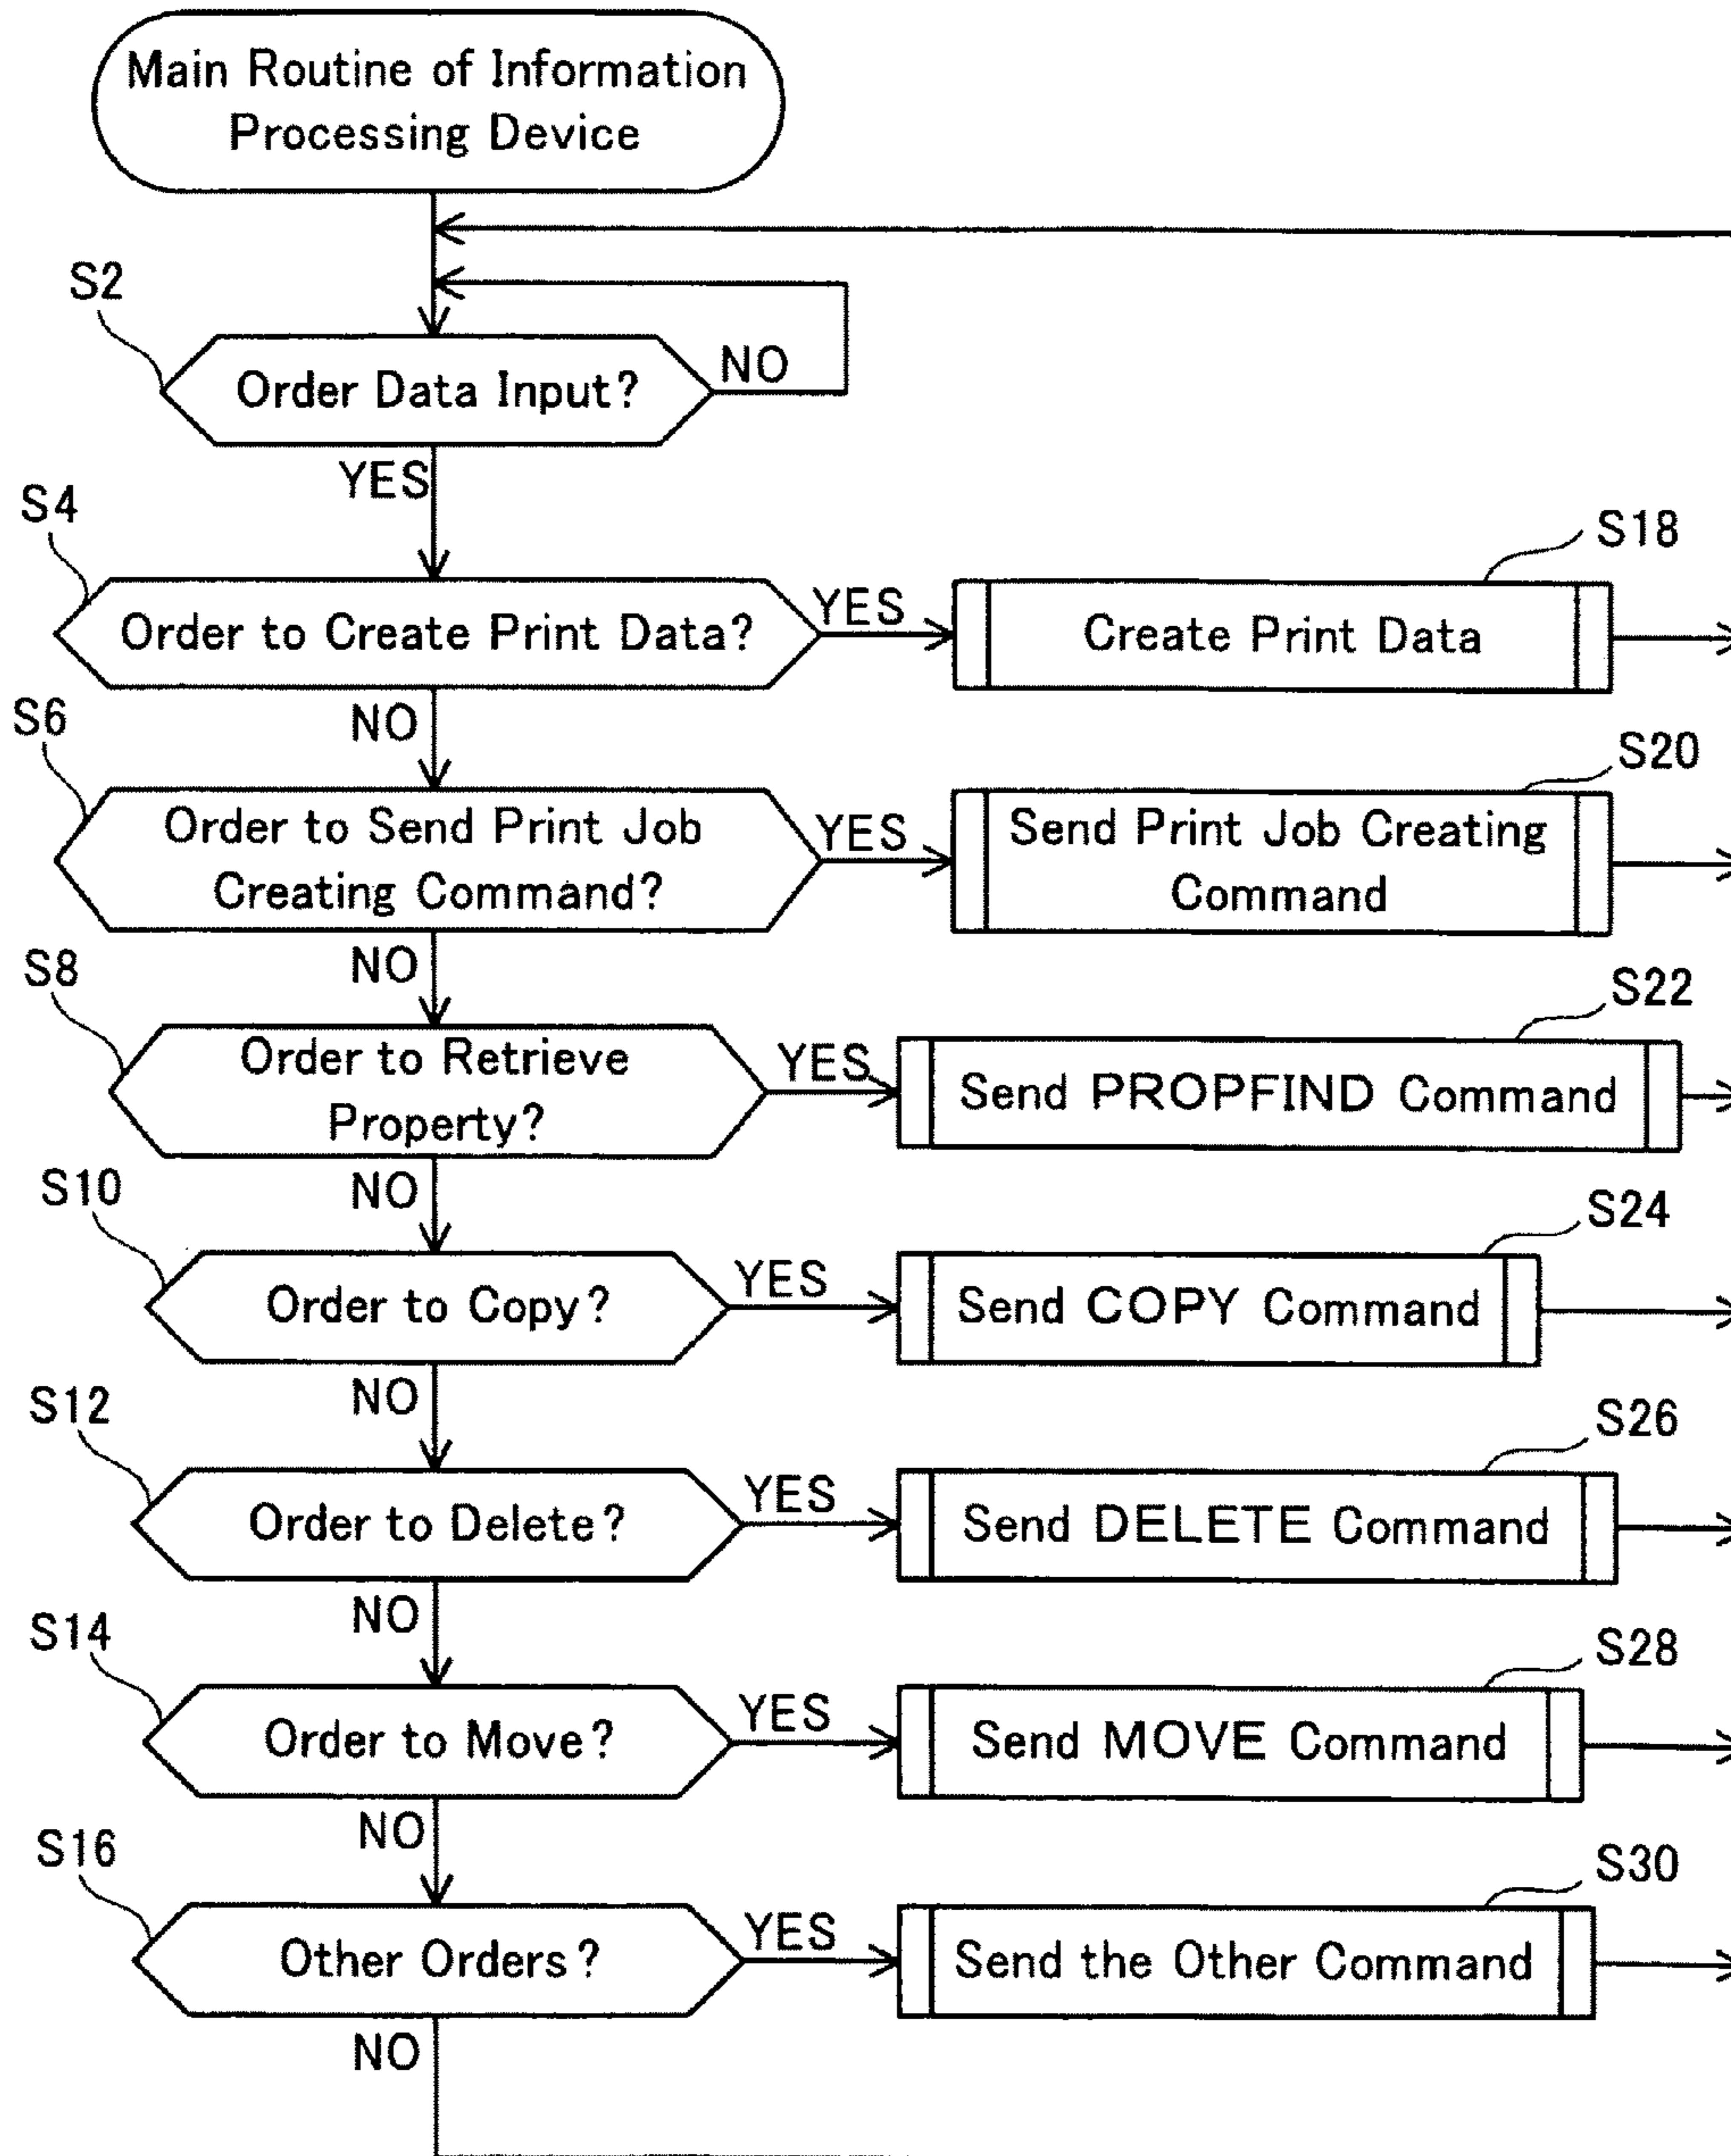 Main Routine of Information
Processing Device
S2
Order Data Input?
NO
YES
S4
Order to Create Print Data?
YES
S18
Create Print Data
NO
S6
Order to Send Print Job
Creating Command?
YES
S20
Send Print Job Creating
Command
NO
S8
Order to Retrieve
Property?
YES
S22
Send PROPFIND Command
NO
S10
Order to Copy?
YES
S24
Send COPY Command
NO
S12
Order to Delete?
YES
S26
Send DELETE Command
NO
S14
Order to Move?
YES
S28
Send MOVE Command
NO
S16
Other Orders?
YES
S30
Send the Other Command
NO